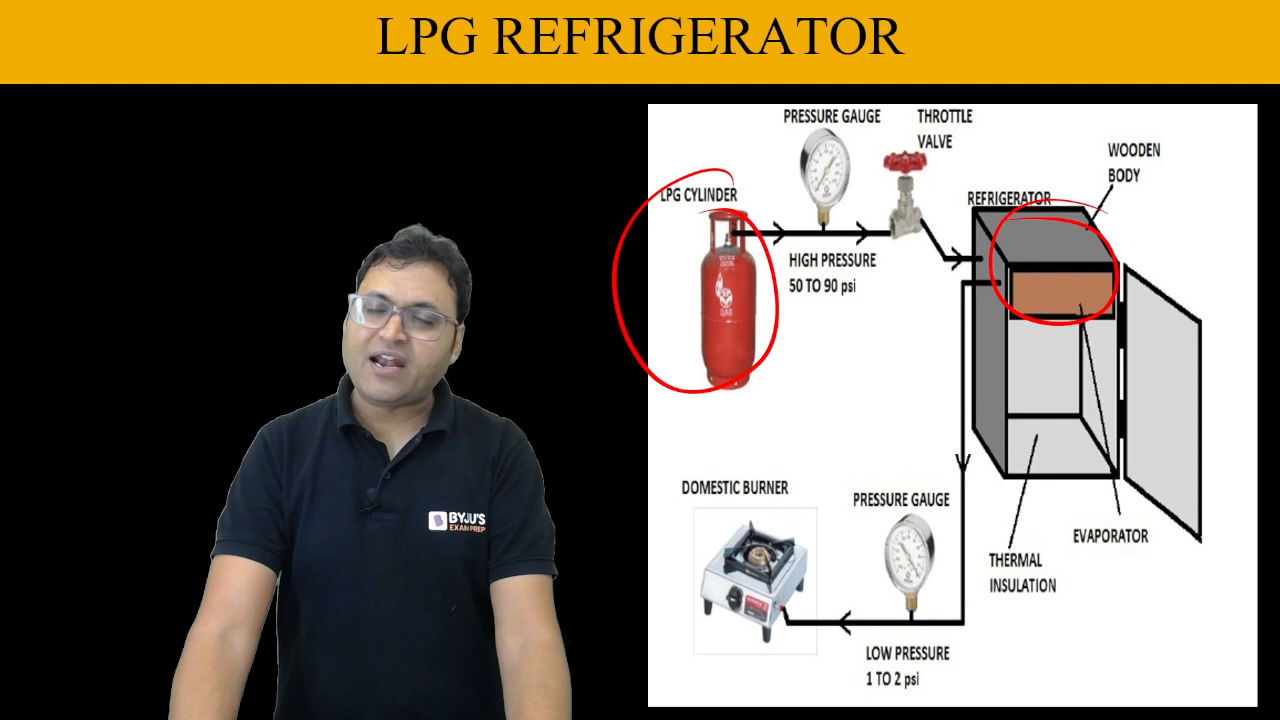 LPG REFRIGERATOR
PRESSURE GAUGE
THROTTLE
VALVE
WOODEN
BODY
LPG CYLINDER
REFRIGERATOR
HIGH PRESSURE
50 TO 90 psi
DOMESTIC BURNER
PRESSURE GAUGE
EVAPORATOR
THERMAL
INSULATION
LOW PRESSURE
1 TO 2 psi
BYJU'S
EXAM PREP